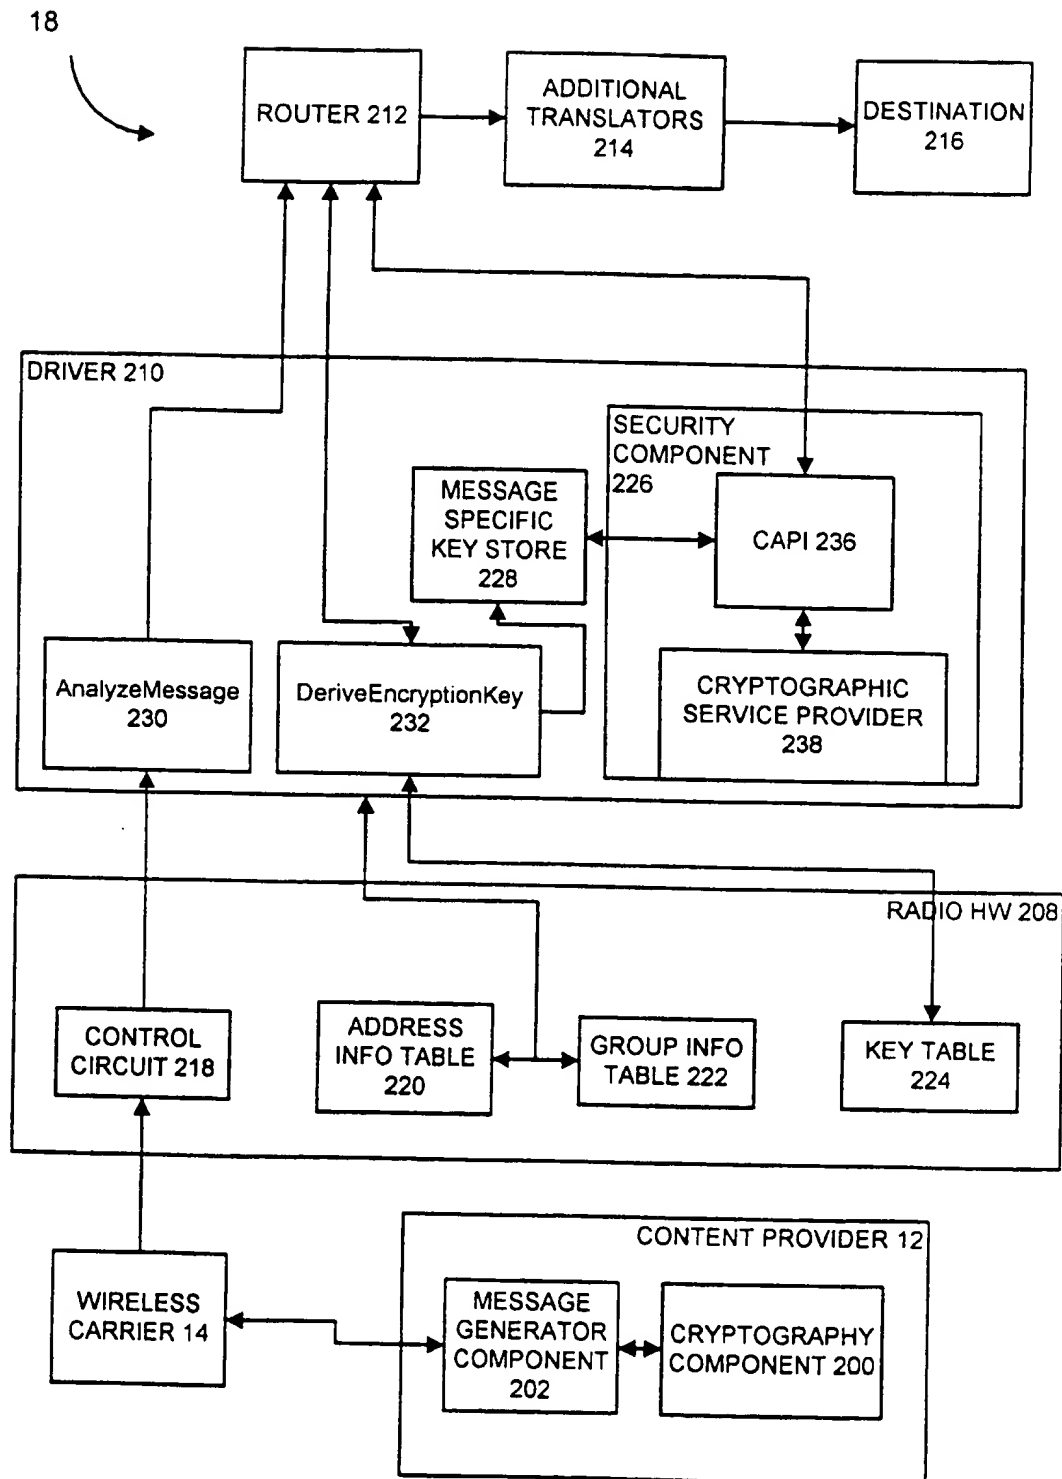 18
ROUTER 212
ADDITIONAL
TRANSLATORS
214
DESTINATION
216
DRIVER 210
SECURITY
COMPONENT
226
MESSAGE
SPECIFIC
KEY STORE
228
CAPI 236
AnalyzeMessage
230
DeriveEncryptionKey
232
CRYPTOGRAPHIC
SERVICE PROVIDER
238
RADIO HW 208
CONTROL
CIRCUIT 218
ADDRESS
INFO TABLE
220
GROUP INFO
TABLE 222
KEY TABLE
224
CONTENT PROVIDER 12
WIRELESS
CARRIER 14
MESSAGE
GENERATOR
COMPONENT
202
CRYPTOGRAPHY
COMPONENT 200